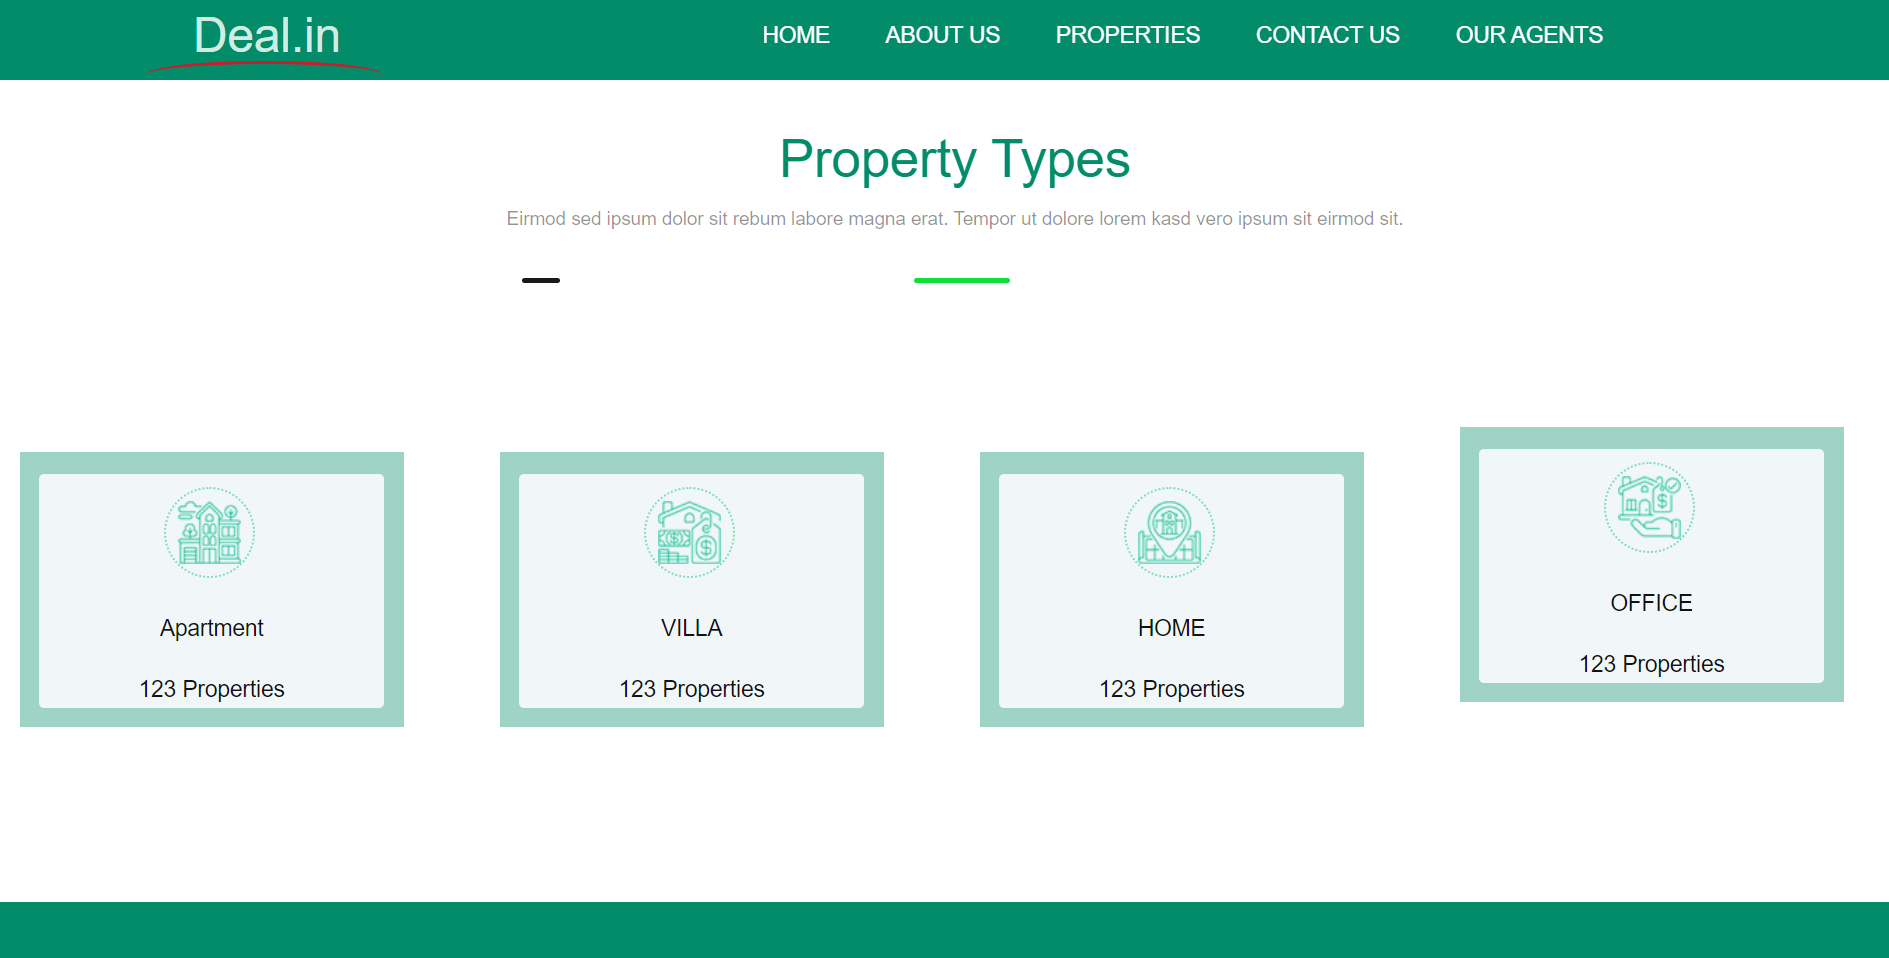 Deal.in
HOME ABOUT US PROPERTIES CONTACT US OUR AGENTS
Property Types
Eirmod sed ipsum dolor sit rebum labore magna erat. Tempor ut dolore lorem kasd vero ipsum sit eirmod sit.
Apartment
123 Properties
VILLA
123 Properties
HOME
123 Properties
OFFICE
123 Properties